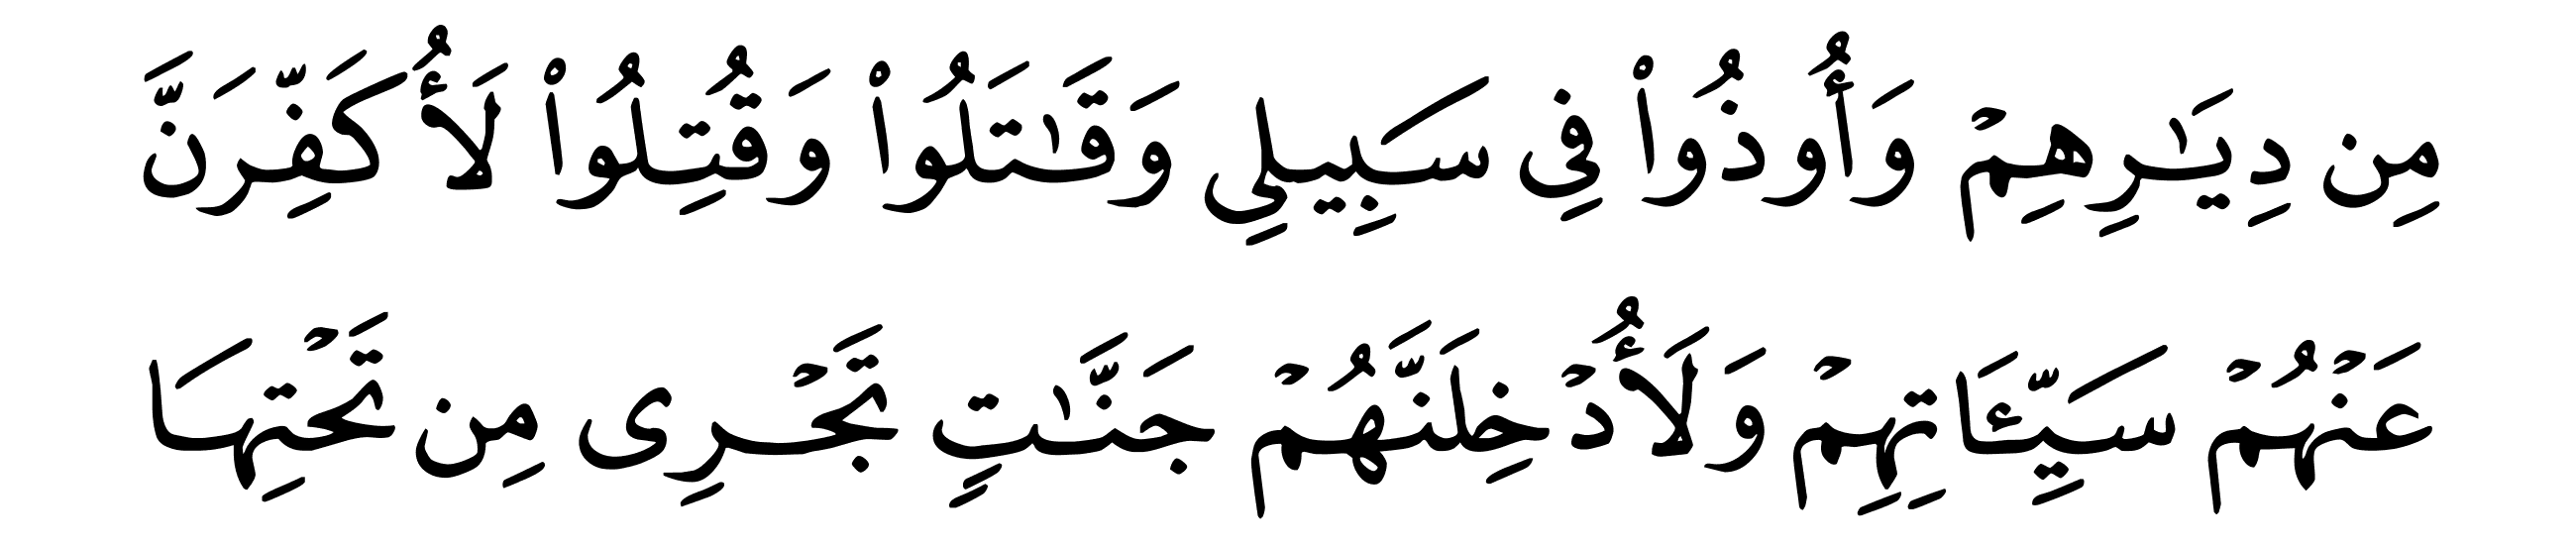 مِن دِيَٰرِهِمْ وَأُوذُوا۟ فِى سَبِيلِي وَقَٰتَلُوا۟ وَقُتِلُوا۟ لَأُكَفِّرَنَّ
عَنْهُمْ سَيِّـَٔاتِهِمْ وَلَأُدْخِلَنَّهُمْ جَنَّٰتٍ تَجْرِى مِن تَحْتِهَا